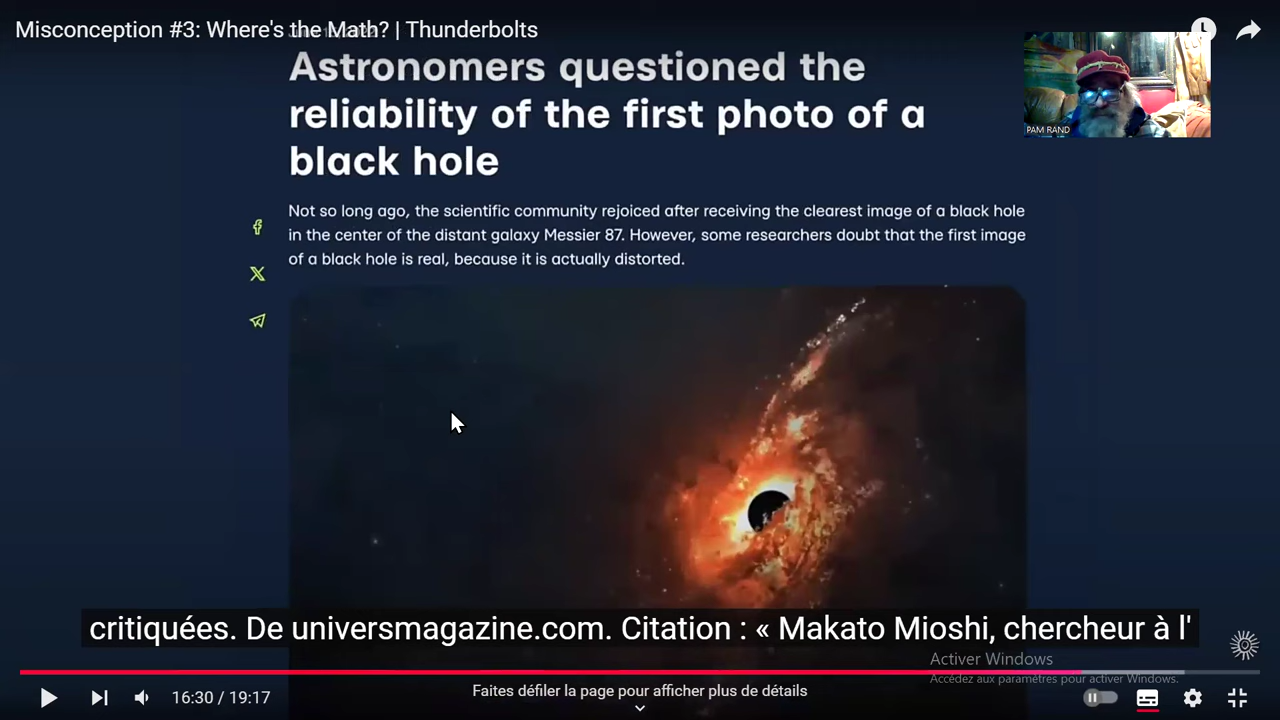 Misconception #3: Where's the Math? | Thunderbolts
Astronomers questioned the
reliability of the first photo of a
black hole
PAM RAND
Not so long ago, the scientific community rejoiced after receiving the clearest image of a black hole
in the center of the distant galaxy Messier 87. However, some researchers doubt that the first image
of a black hole is real, because it is actually distorted.
critiquées. De universmagazine.com. Citation : « Makato Mioshi, chercheur à l'
Activer Windows
Accédez aux paramètres pour activer Windows.
16:30 / 19:17
Faites défiler la page pour afficher plus de détails